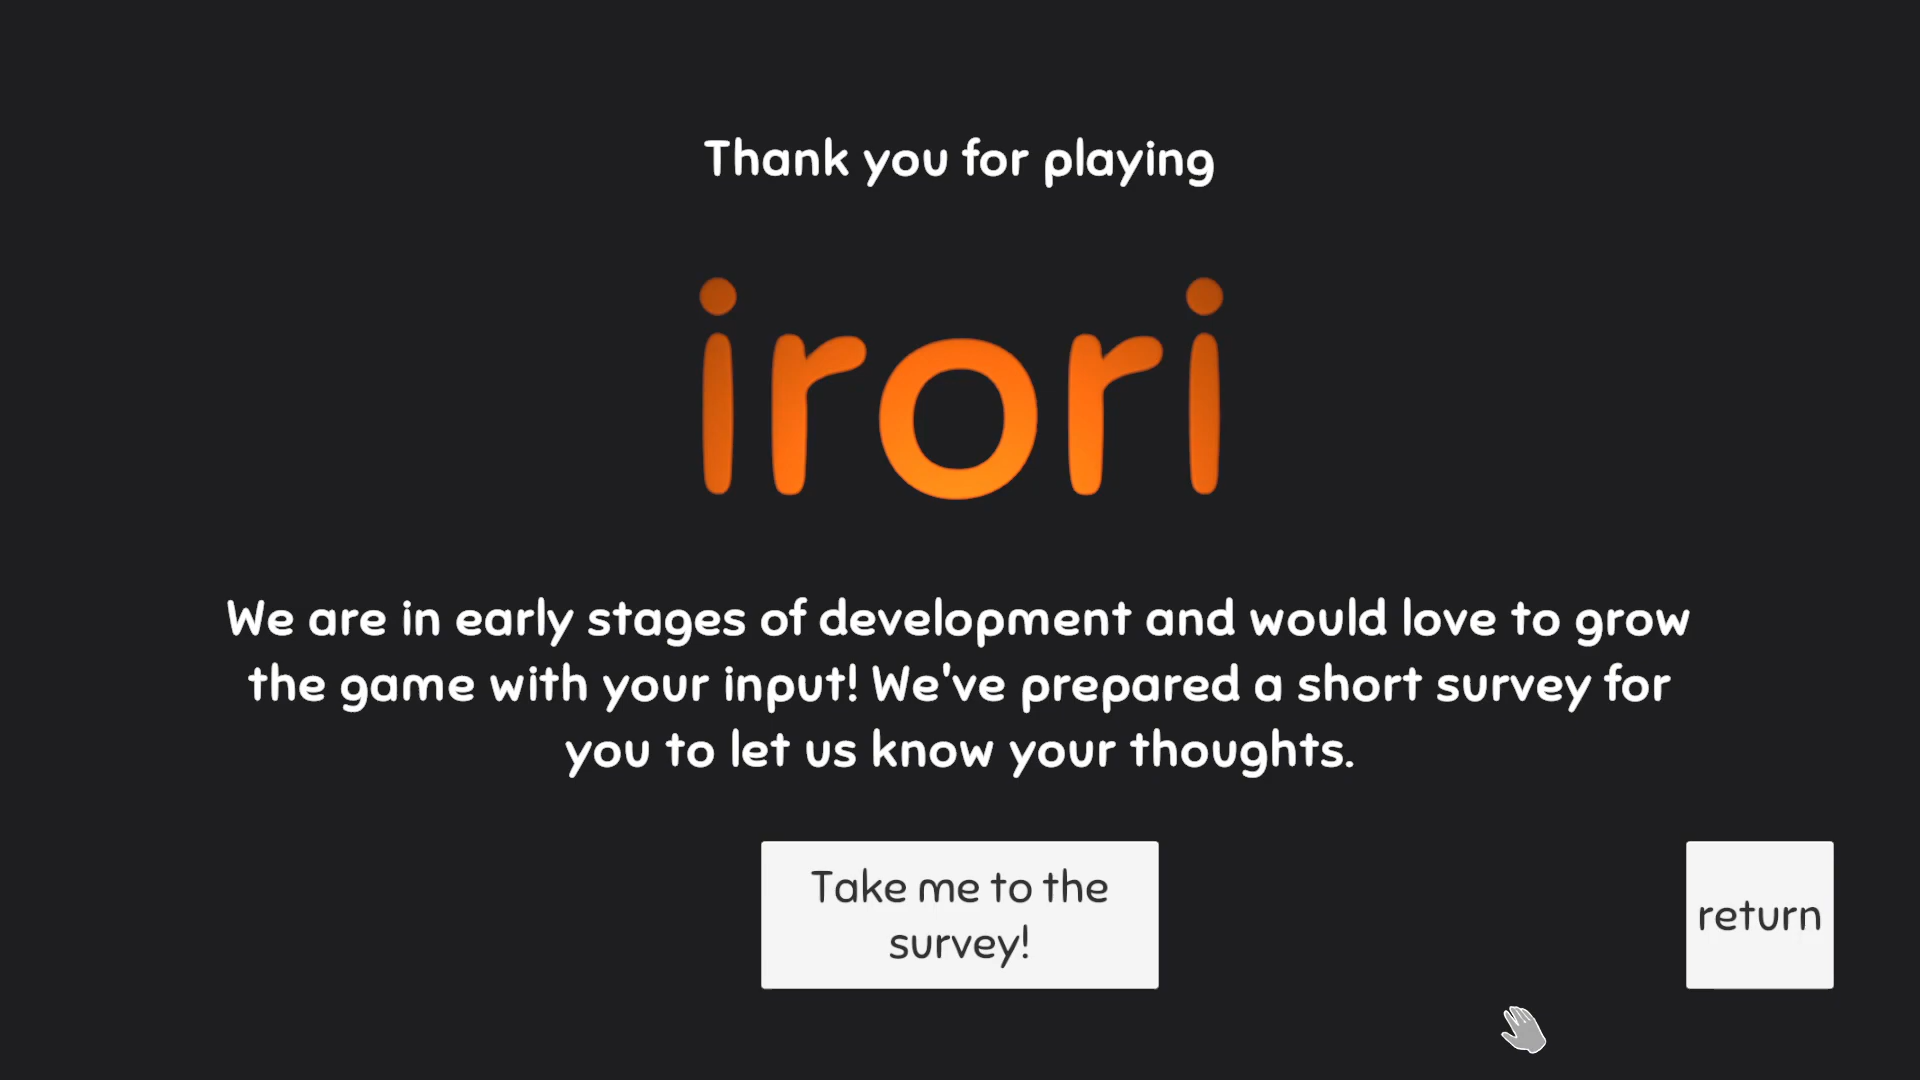 Thank you for playing
irori
We are in early stages of development and would love to grow
the game with your input! We've prepared a short survey for
you to let us know your thoughts.
Take me to the
survey!
return